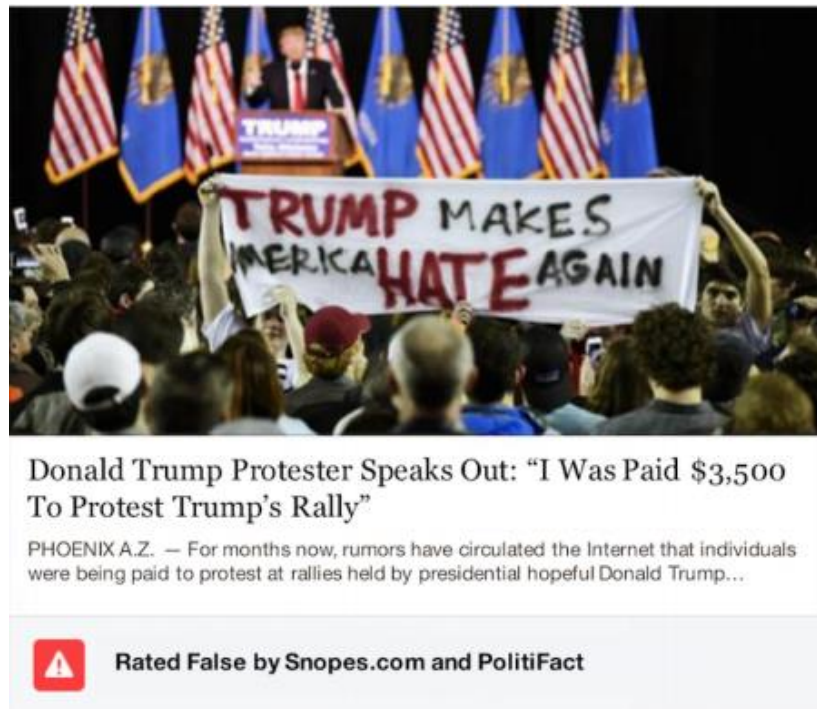 TRUMP
TRUMP MAKES
AMERICA HATE AGAIN
Donald Trump Protester Speaks Out: “I Was Paid $3,500
To Protest Trump’s Rally”
PHOENIX A.Z. — For months now, rumors have circulated the Internet that individuals
were being paid to protest at rallies held by presidential hopeful Donald Trump...
Rated False by Snopes.com and PolitiFact